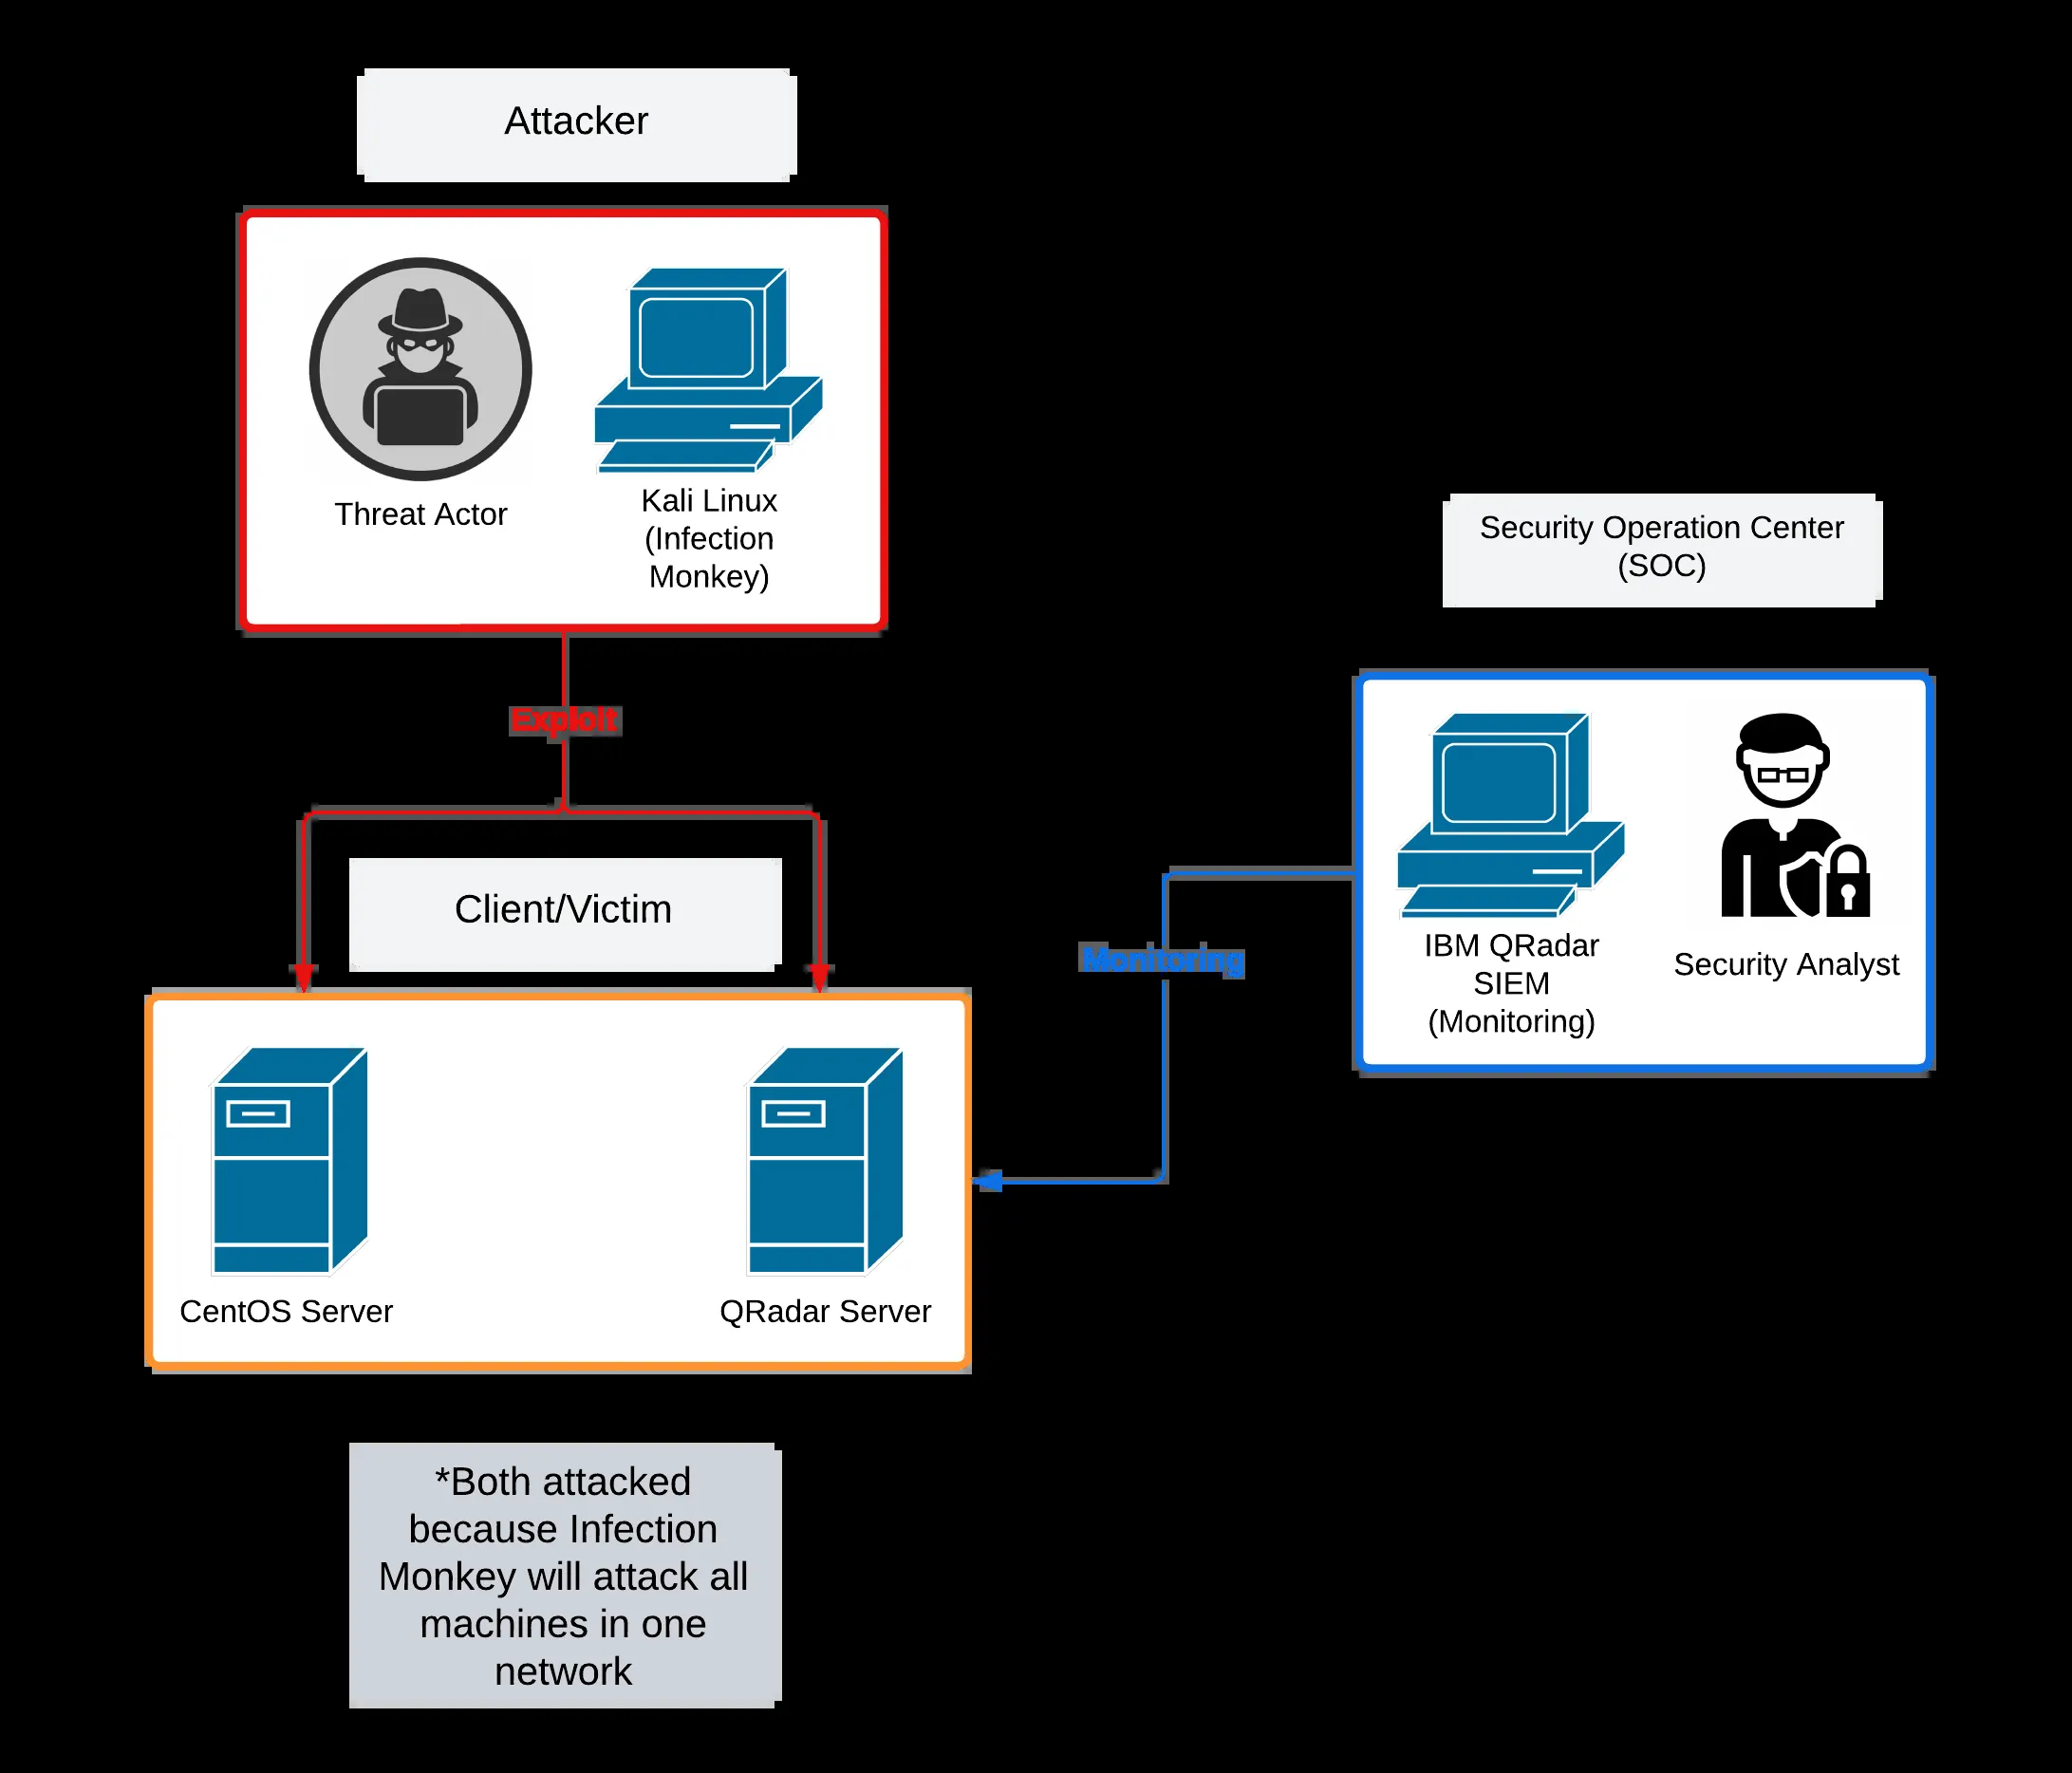 Attacker
Threat Actor
Kali Linux
(Infection
Monkey)
Exploit
Security Operation Center
(SOC)
Client/Victim
Monitoring
IBM QRadar
SIEM
(Monitoring)
Security Analyst
CentOS Server
QRadar Server
*Both attacked
because Infection
Monkey will attack all
machines in one
network